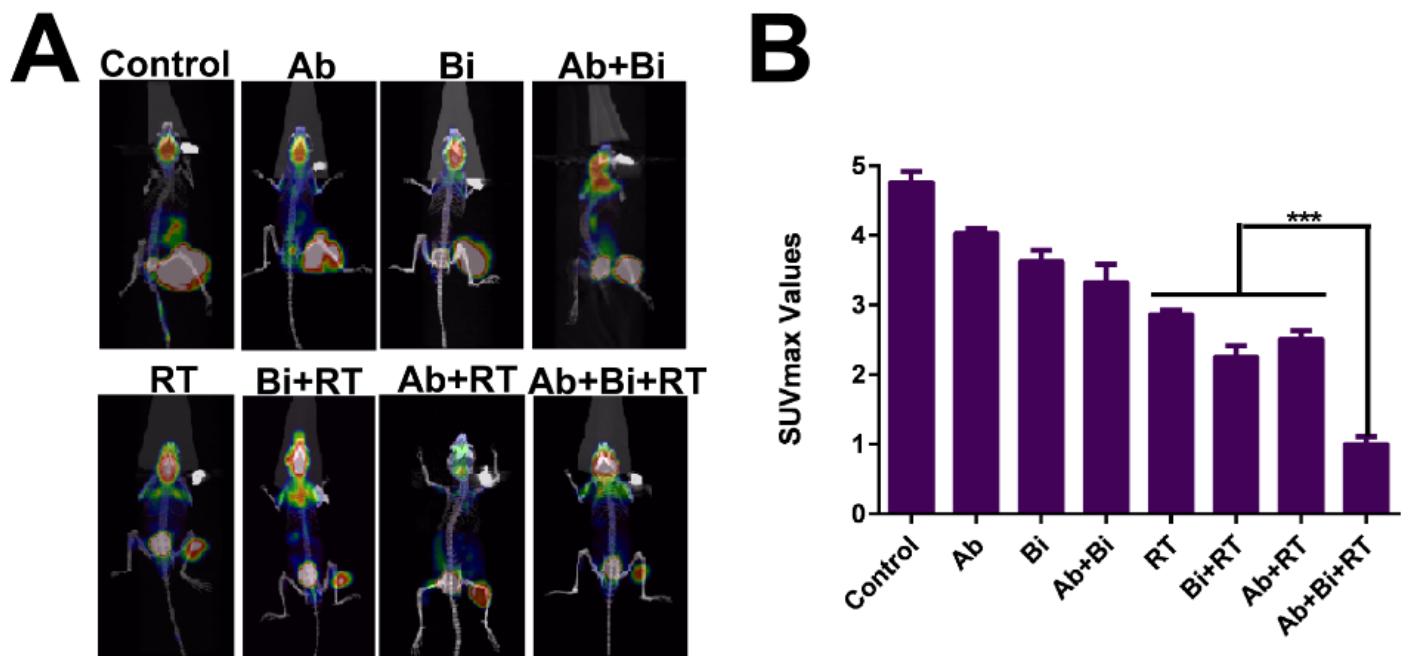 A
B
Control
Ab
Bi
Ab+Bi
RT
Bi+RT
Ab+RT
Ab+Bi+RT
SUVmax Values
5
4
3
2
1
0
***
Control
Ab
Bi
Ab+Bi
RT
Bi+RT
Ab+RT
Ab+Bi+RT